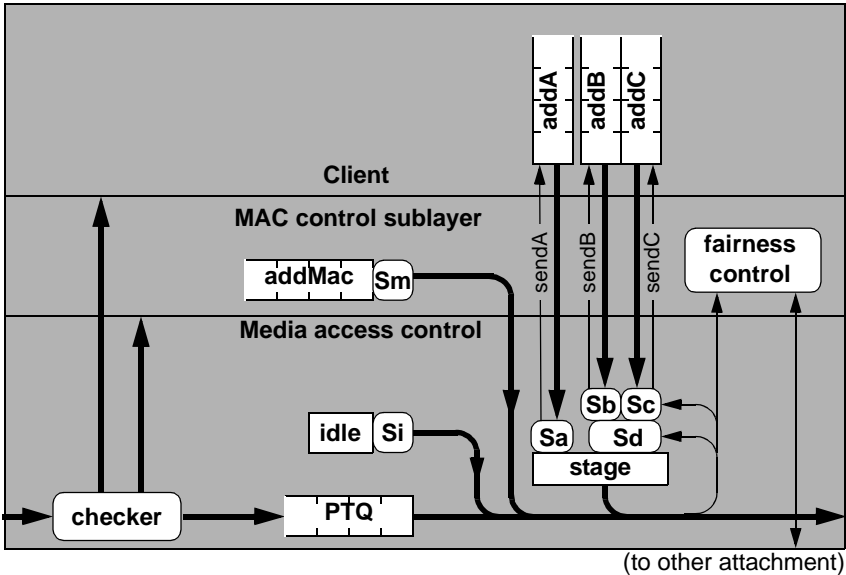 addA
addB
addC
Client
MAC control sublayer
sendA
sendB
sendC
fairness
control
addMac
Sm
Media access control
Sb
Sc
idle
Si
Sa
Sd
stage
checker
PTQ
(to other attachment)